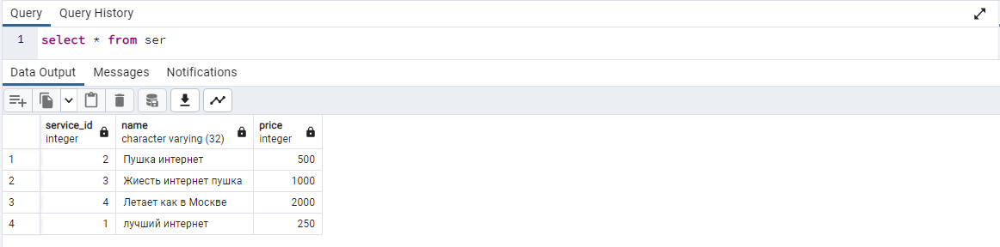 Query Query History
1 select * from ser
Data Output Messages Notifications
service_id name price
integer character varying (32) integer
1 2 Пушка интернет 500
2 3 Жиесть интернет пушка 1000
3 4 Летает как в Москве 2000
4 1 лучший интернет 250